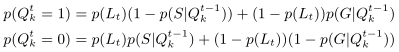 $p(Q_k^t = 1) = p(L_t)(1 - p(S|Q_k^{t-1})) + (1 - p(L_t))p(G|Q_k^{t-1})$
$p(Q_k^t = 0) = p(L_t)p(S|Q_k^{t-1}) + (1 - p(L_t))(1 - p(G|Q_k^{t-1}))$